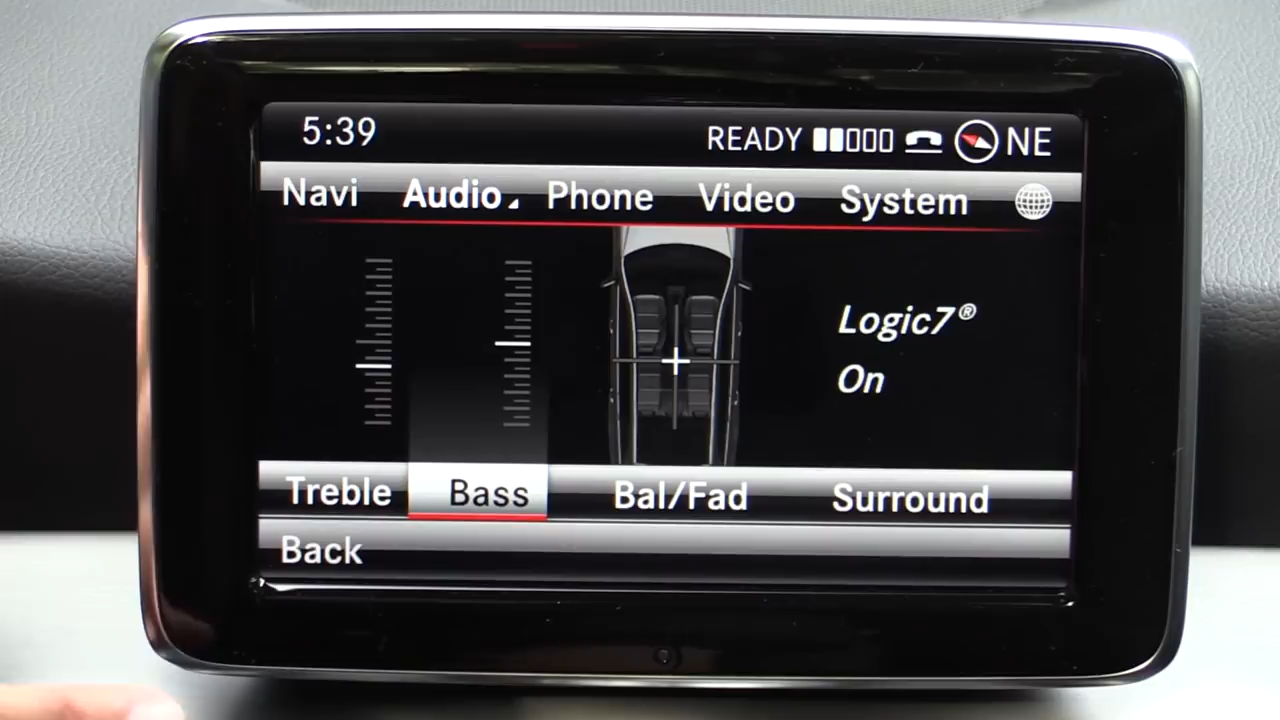 5:39 READY NE
Navi Audio Phone Video System
Logic7®
On
Treble Bass Bal/Fad Surround
Back